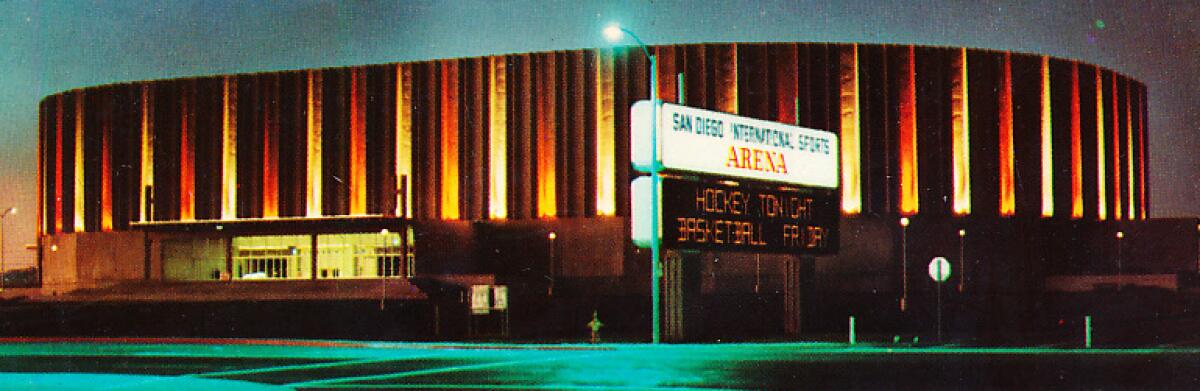 SAN DIEGO INTERNATIONAL SPORTS
ARENA
HOCKEY TONIGHT
BASKETBALL FRIDAY